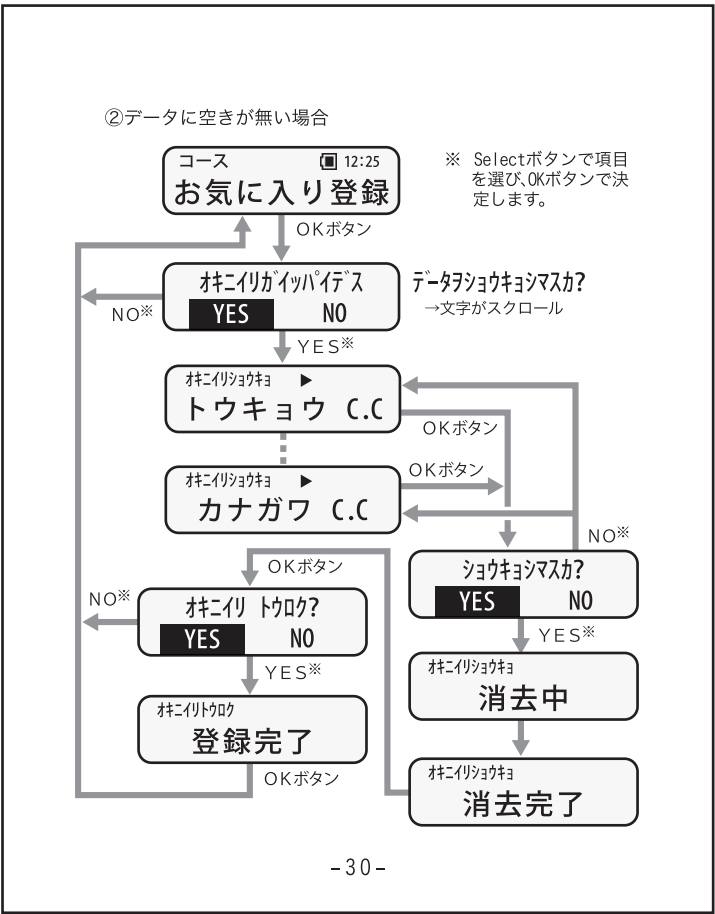 ②データに空きが無い場合
コース 12:25
お気に入り登録
※ Selectボタンで項目
を選び、OKボタンで決
定します。
OKボタン
ｵｷﾆｲﾘｶﾞｲｯﾊﾟｲﾃﾞｽ
YES NO
ﾃﾞｰﾀｦｼｮｳｷｮｼﾏｽｶ?
→文字がスクロール
NO※
YES※
ｵｷﾆｲﾘｼｮｳｷｮ ▶
トウキョウ C.C
OKボタン
OKボタン
ｵｷﾆｲﾘｼｮｳｷｮ ▶
カナガワ C.C
NO※
OKボタン
ｼｮｳｷｮｼﾏｽｶ?
YES NO
NO※
ｵｷﾆｲﾘ ﾄｳﾛｸ?
YES NO
YES※
YES※
ｵｷﾆｲﾘｼｮｳｷｮ
消去中
ｵｷﾆｲﾘﾄｳﾛｸ
登録完了
OKボタン
ｵｷﾆｲﾘｼｮｳｷｮ
消去完了
-30-